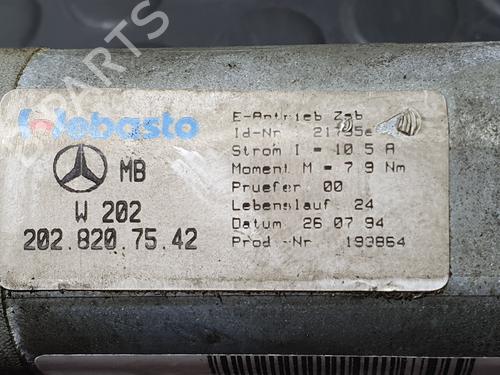 Webasto
MB
W 202
202.820.75.42
E-Antrieb Zsb
Id-Nr
Strom I = 10 5 A
Moment M = 7 9 Nm
Pruefer 00
Lebenslauf 24
Datum 26 07 94
Prod -Nr 193864
PARTS